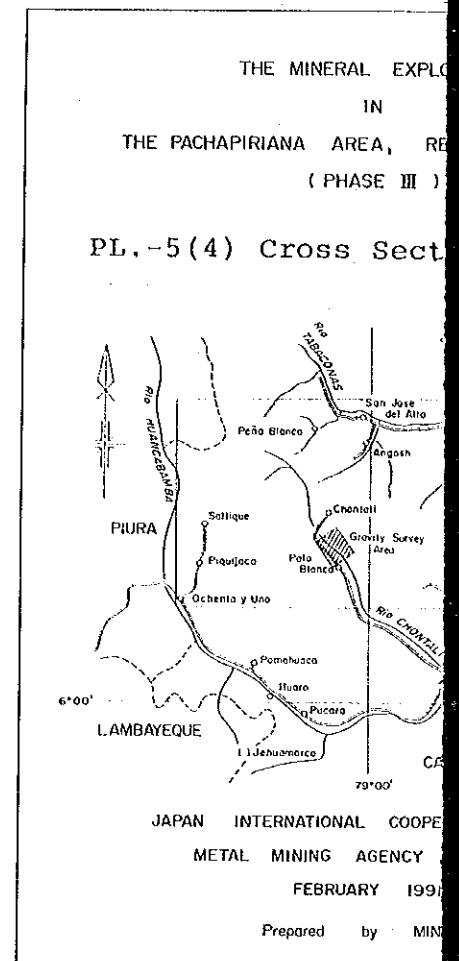 THE MINERAL EXPLO
IN
THE PACHAPIRIANA AREA, RE
( PHASE III )
PL.-5(4) Cross Sect
Rio TABACONAS
San Jose del Alto
Rio HUANCABAMBA
Peña Blanca
Angosh
Chontali
Sallique
PIURA
Gravity Survey Area
Piquijaca
Palo Blanco
Ochenta y Uno
Rio CHONTALI
Pomahuaca
Huaro
6°00'
Pucara
LAMBAYEQUE
Jehuamarca
CA
79°00'
JAPAN INTERNATIONAL COOPE
METAL MINING AGENCY
FEBRUARY 1991
Prepared by MIN